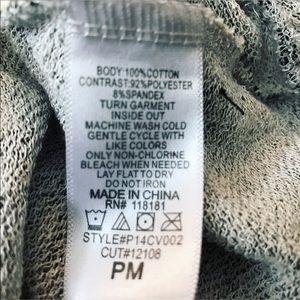 BODY:100%COTTON
CONTRAST:92%POLYESTER
8%SPANDEX
TURN GARMENT
INSIDE OUT
MACHINE WASH COLD
GENTLE CYCLE WITH
LIKE COLORS
ONLY NON-CHLORINE
BLEACH WHEN NEEDED
LAY FLAT TO DRY
DO NOT IRON
MADE IN CHINA
RN# 118181
STYLE#P14CV002
CUT#12108
PM